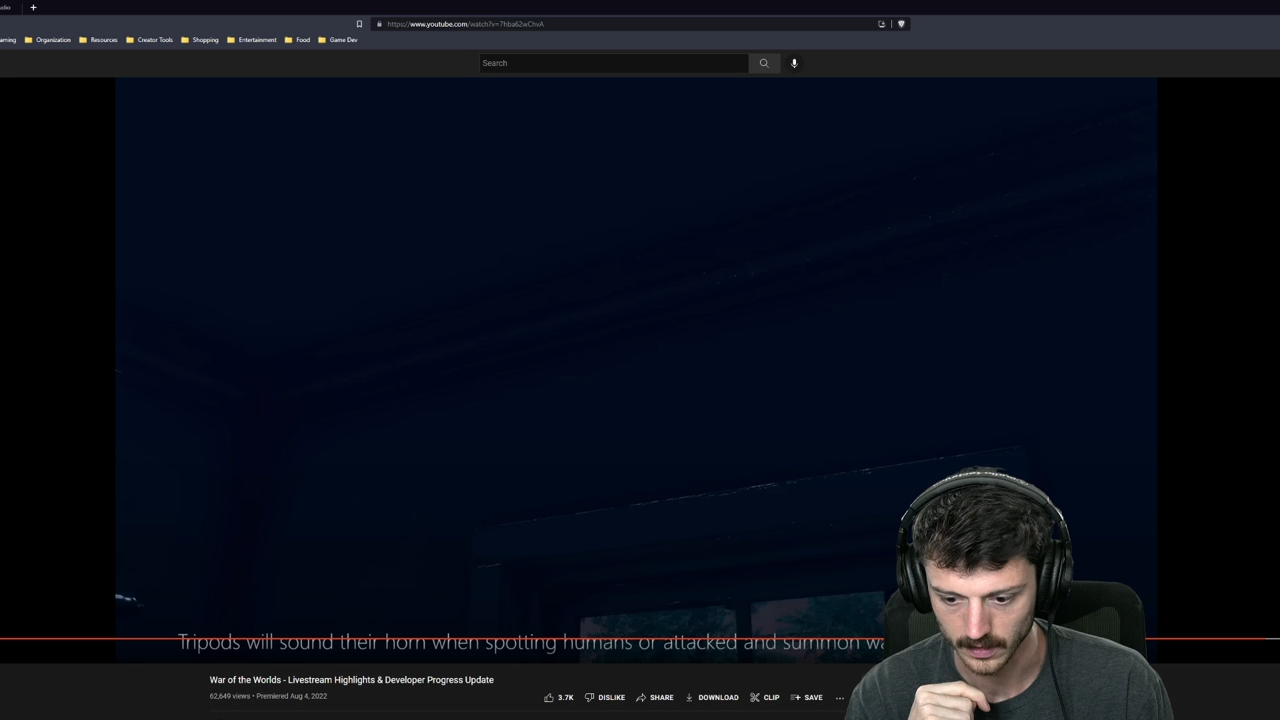 https://www.youtube.com/watch?v=7hba62wChvA
Organization Resources Creator Tools Shopping Entertainment Food Game Dev
Search
Tripods will sound their horn when spotting humans or attacked and summon
War of the Worlds - Livestream Highlights & Developer Progress Update
62,649 views • Premiered Aug 4, 2022
3.7K DISLIKE SHARE DOWNLOAD CLIP SAVE ...